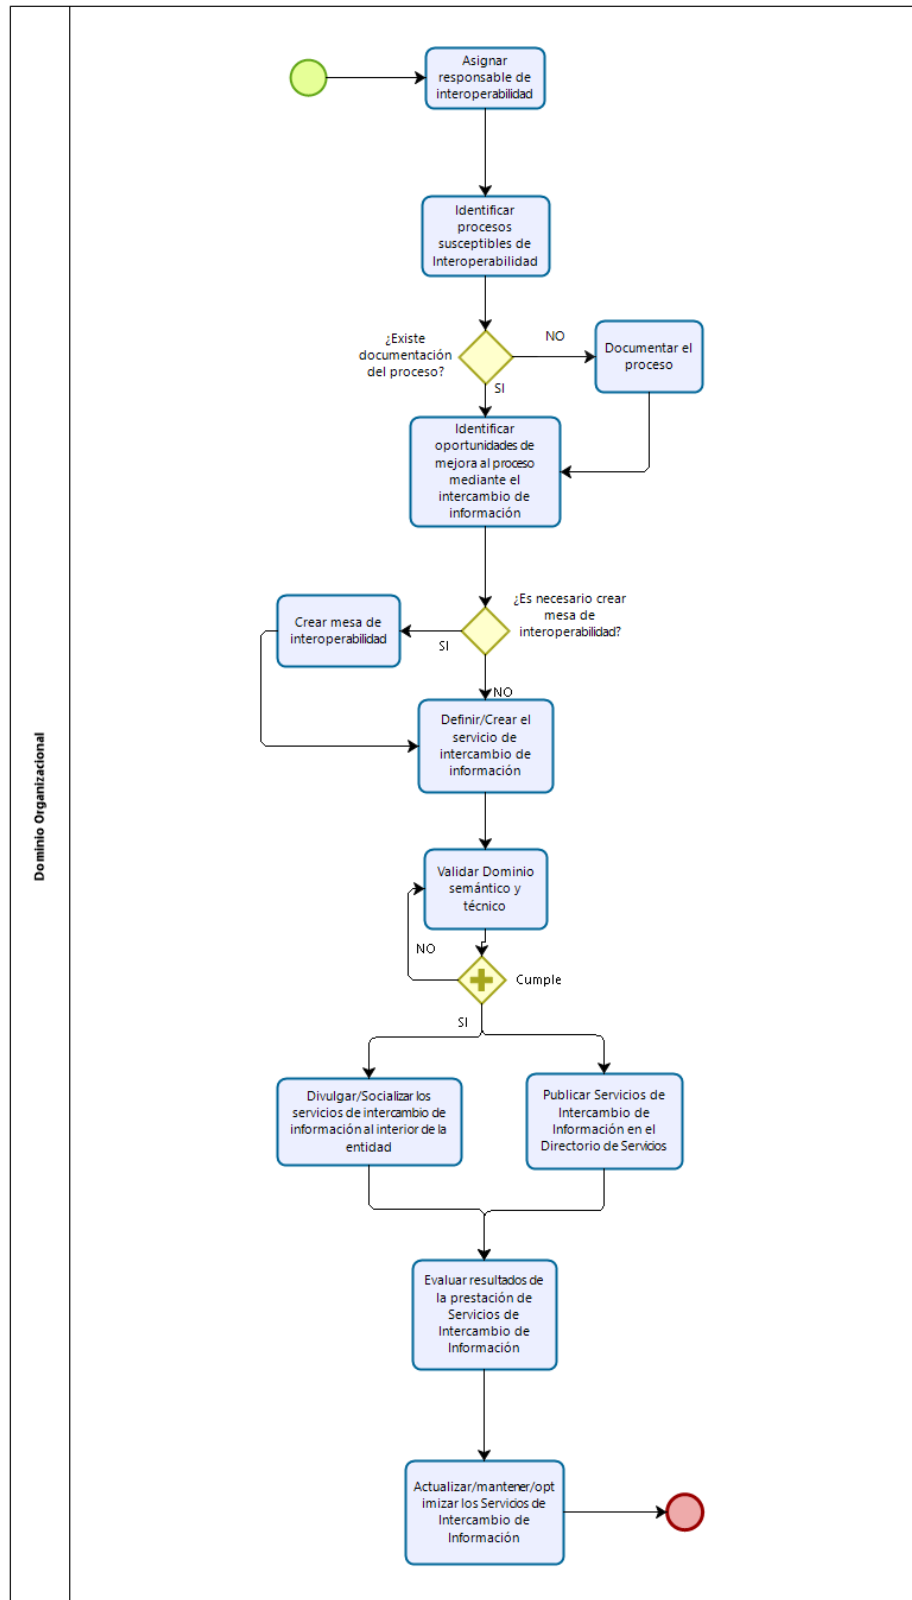 Dominio Organizacional
Asignar
responsable de
interoperabilidad
Identificar
procesos
susceptibles de
Interoperabilidad
¿Existe
documentación
del proceso?
NO
Documentar el
proceso
SI
Identificar
oportunidades de
mejora al proceso
mediante el
intercambio de
información
¿Es necesario crear
mesa de
interoperabilidad?
Crear mesa de
interoperabilidad
SI
NO
Definir/Crear el
servicio de
intercambio de
información
Validar Dominio
semántico y
técnico
NO
Cumple
SI
Divulgar/Socializar los
servicios de intercambio de
información al interior de la
entidad
Publicar Servicios de
Intercambio de
Información en el
Directorio de Servicios
Evaluar resultados de
la prestación de
Servicios de
Intercambio de
Información
Actualizar/mantener/opt
imizar los Servicios de
Intercambio de
Información